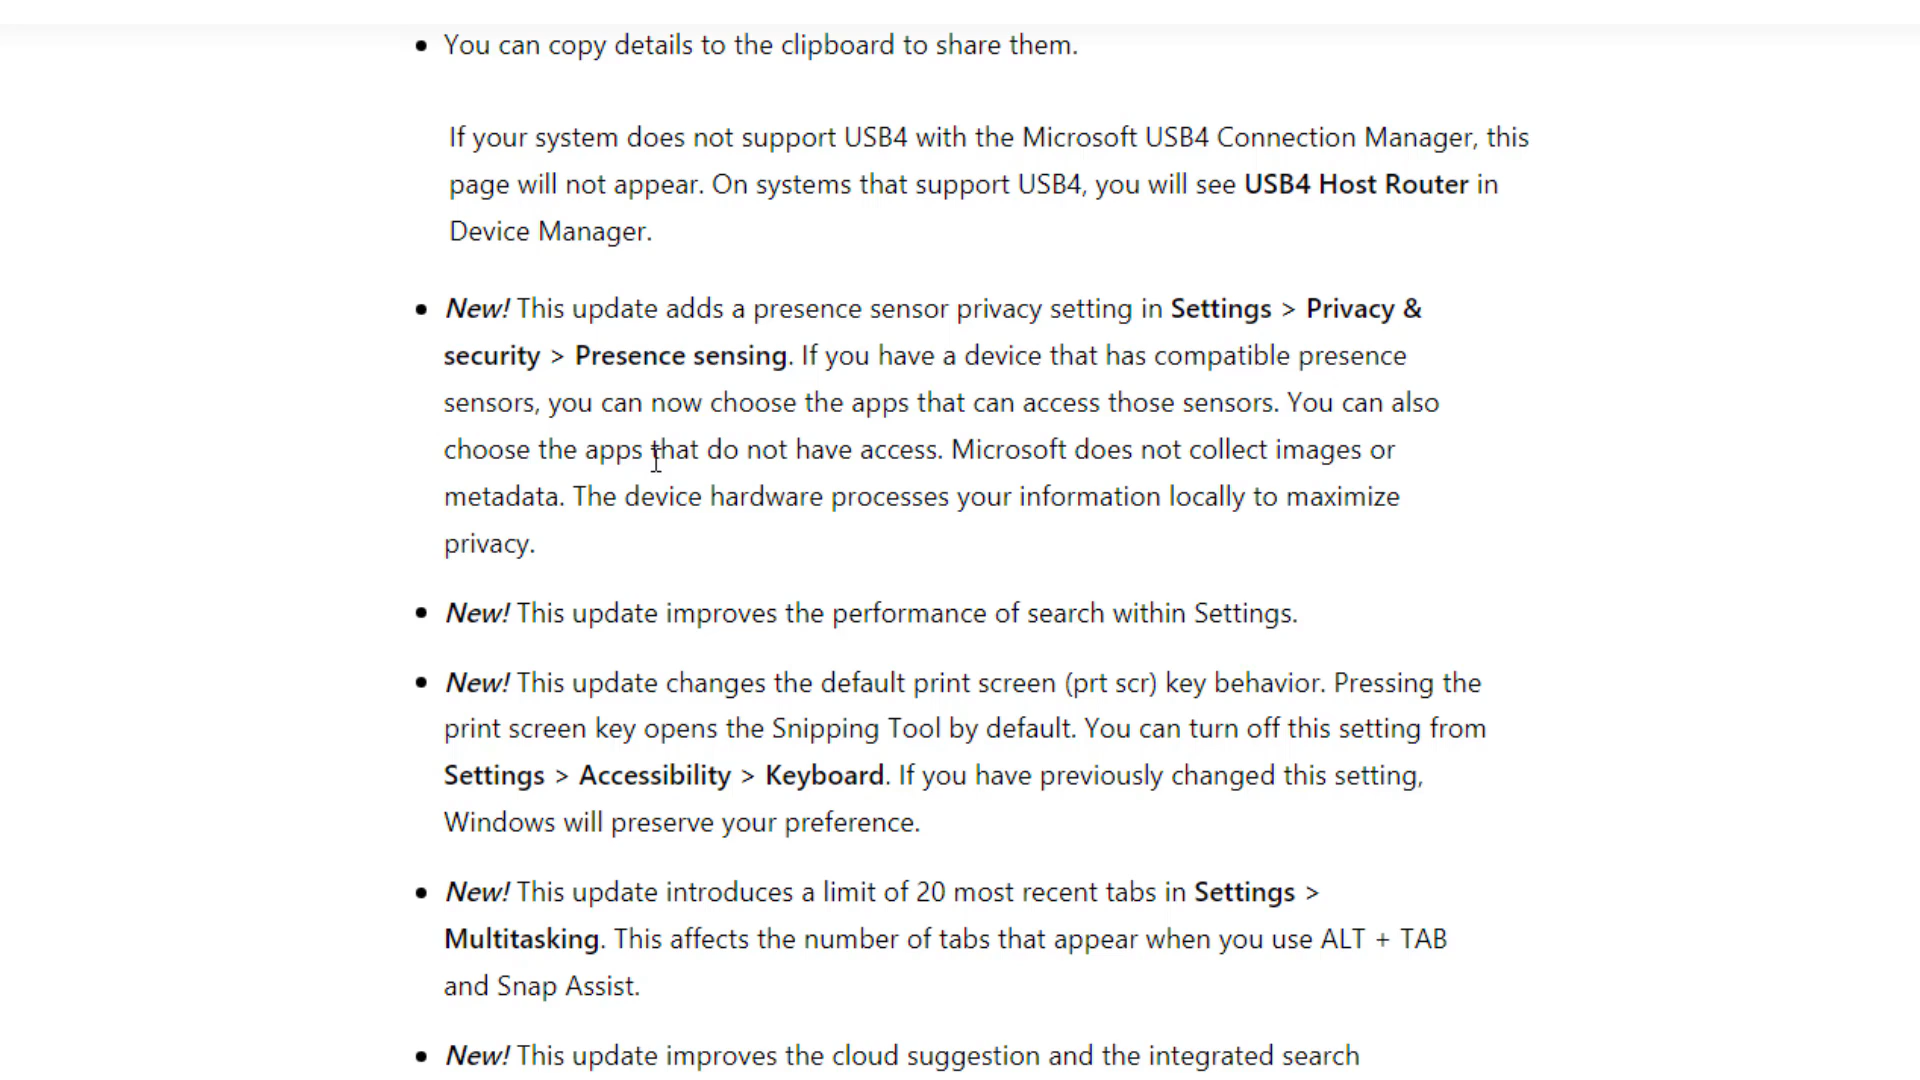 You can copy details to the clipboard to share them.
If your system does not support USB4 with the Microsoft USB4 Connection Manager, this
page will not appear. On systems that support USB4, you will see USB4 Host Router in
Device Manager.
New! This update adds a presence sensor privacy setting in Settings > Privacy &
security > Presence sensing. If you have a device that has compatible presence
sensors, you can now choose the apps that can access those sensors. You can also
choose the apps that do not have access. Microsoft does not collect images or
metadata. The device hardware processes your information locally to maximize
privacy.
New! This update improves the performance of search within Settings.
New! This update changes the default print screen (prt scr) key behavior. Pressing the
print screen key opens the Snipping Tool by default. You can turn off this setting from
Settings > Accessibility > Keyboard. If you have previously changed this setting,
Windows will preserve your preference.
New! This update introduces a limit of 20 most recent tabs in Settings >
Multitasking. This affects the number of tabs that appear when you use ALT + TAB
and Snap Assist.
New! This update improves the cloud suggestion and the integrated search